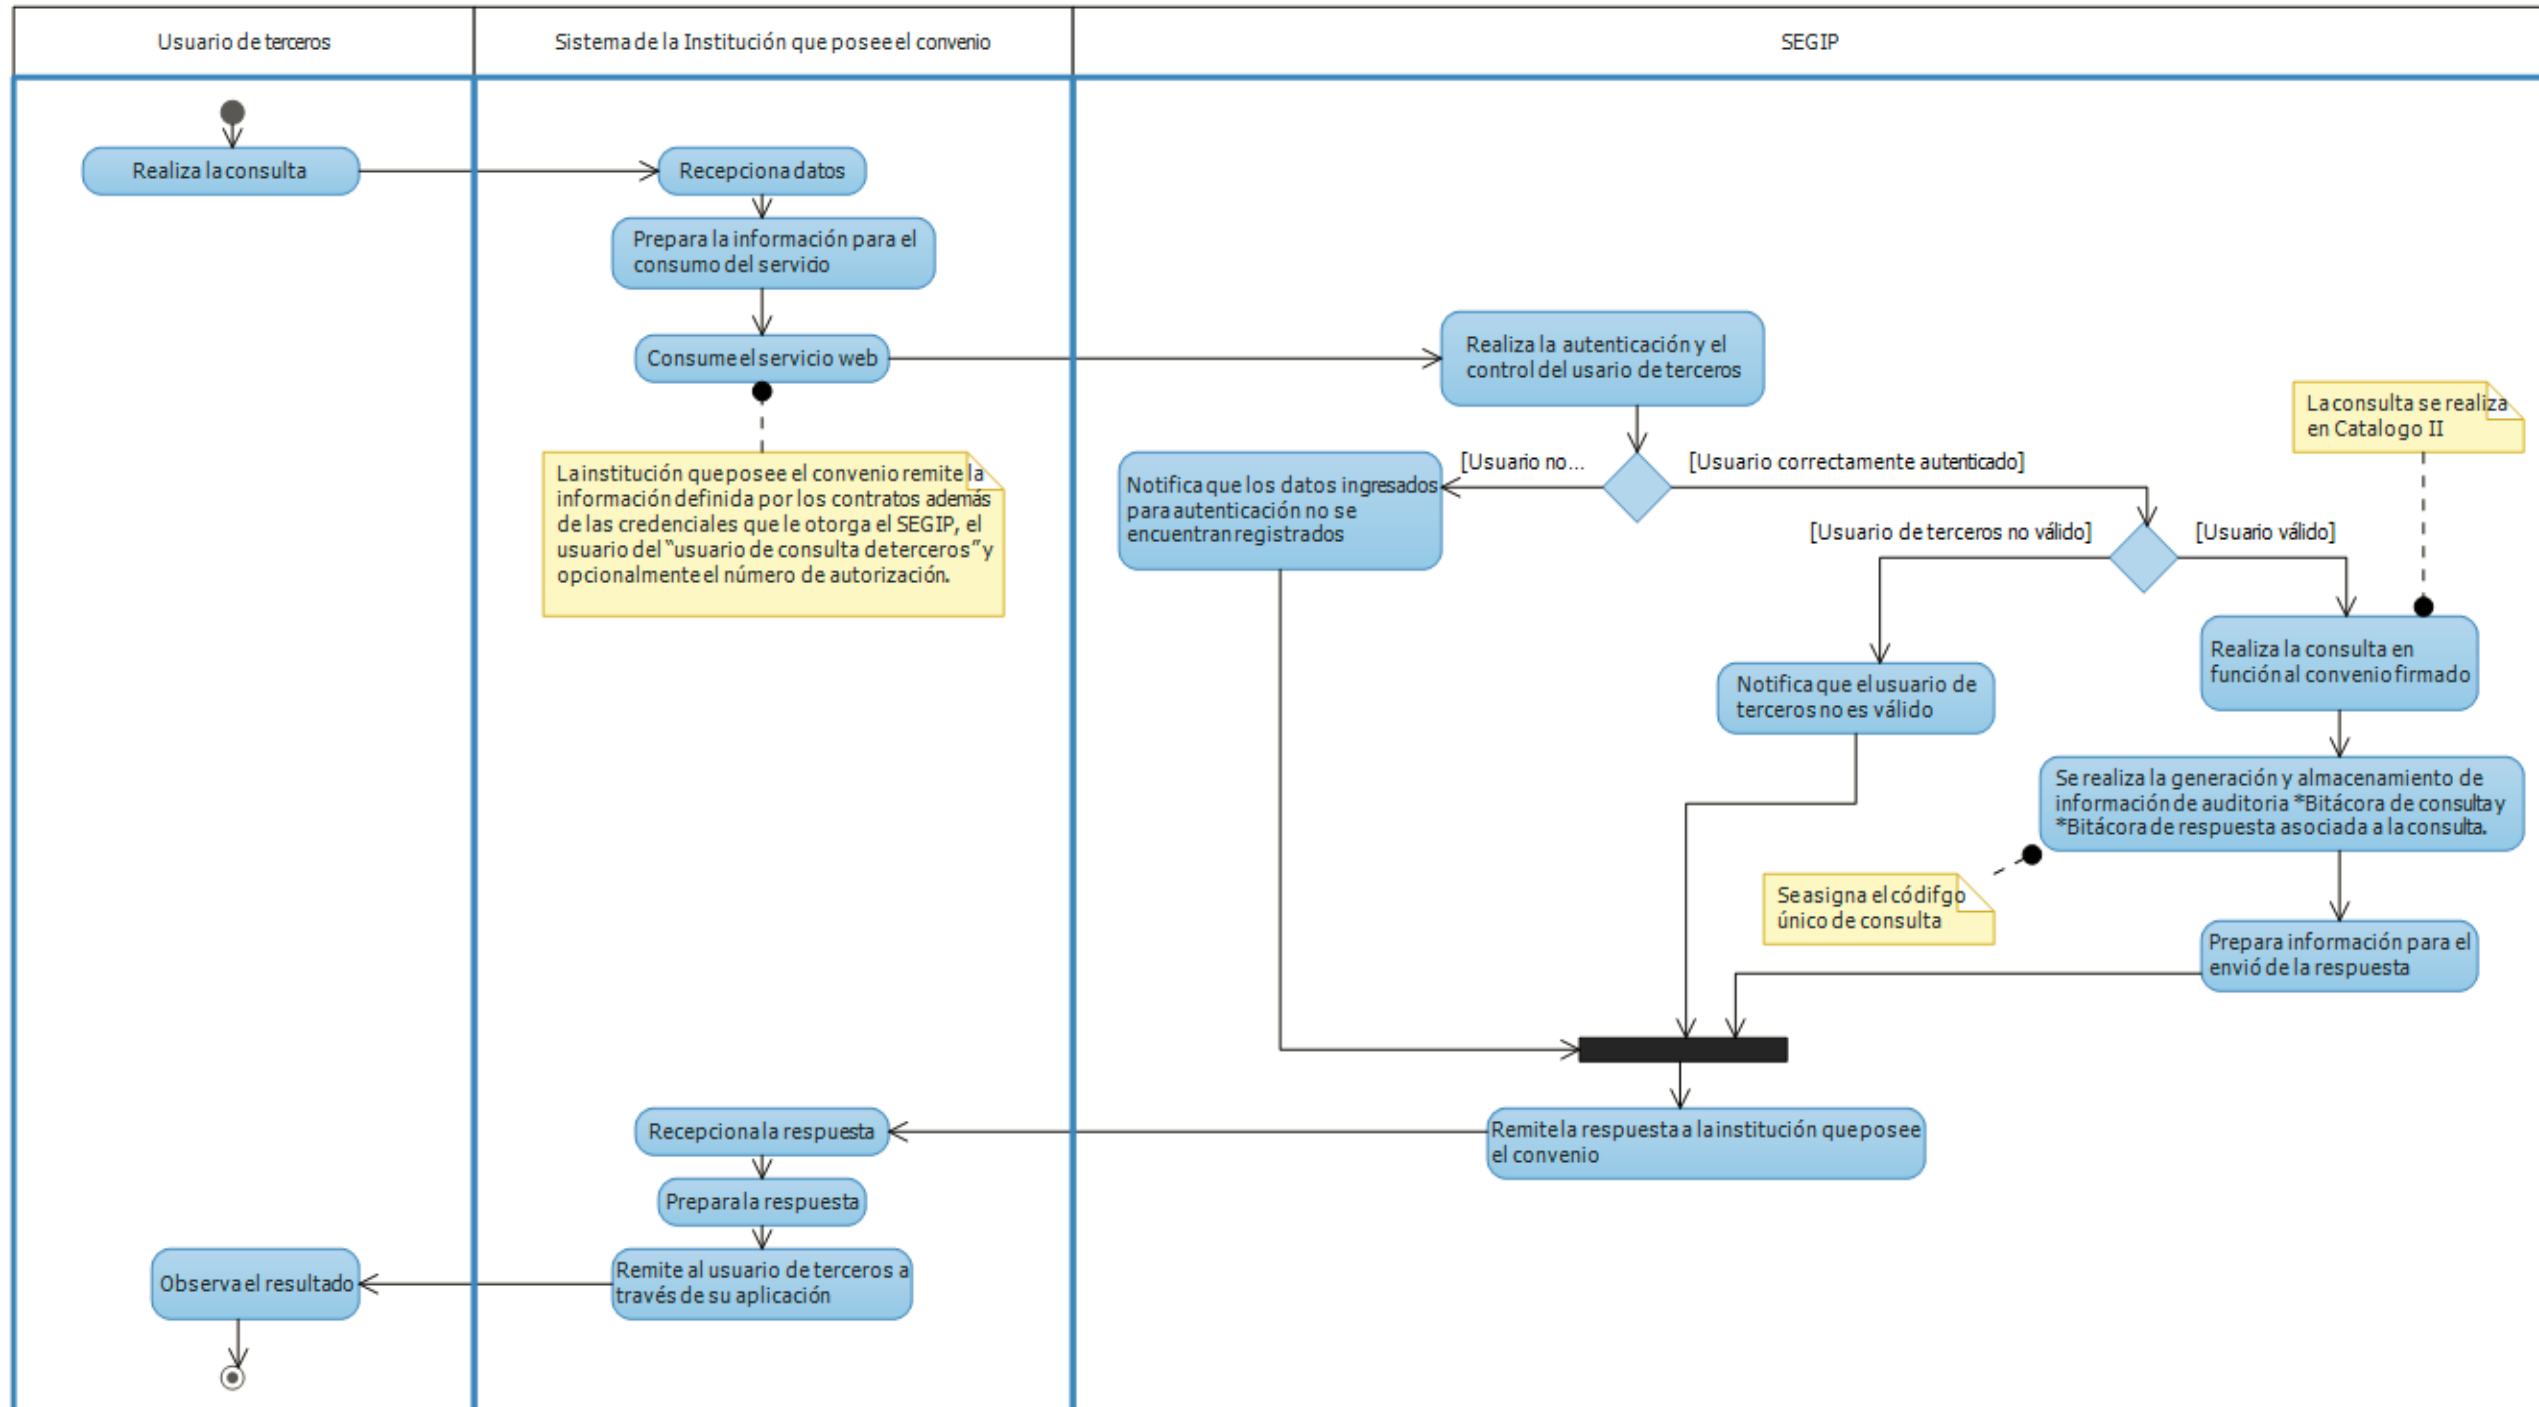 Usuario de terceros
Sistema de la Institución que posee el convenio
SEGIP
Realiza la consulta
Recepciona datos
Prepara la información para el
consumo del servicio
Consume el servicio web
Realiza la autenticación y el
control del usario de terceros
La consulta se realiza
en Catalogo II
La institución que posee el convenio remite la
información definida por los contratos además
de las credenciales que le otorga el SEGIP, el
usuario del “usuario de consulta de terceros” y
opcionalmente el número de autorización.
[Usuario no...
[Usuario correctamente autenticado]
Notifica que los datos ingresados
para autenticación no se
encuentran registrados
[Usuario de terceros no válido]
[Usuario válido]
Realiza la consulta en
función al convenio firmado
Notifica que el usuario de
terceros no es válido
Se realiza la generación y almacenamiento de
información de auditoria *Bitácora de consulta y
*Bitácora de respuesta asociada a la consulta.
Se asigna el códifgo
único de consulta
Prepara información para el
envió de la respuesta
Remite la respuesta a la institución que posee
el convenio
Recepciona la respuesta
Prepara la respuesta
Remite al usuario de terceros a
través de su aplicación
Observa el resultado